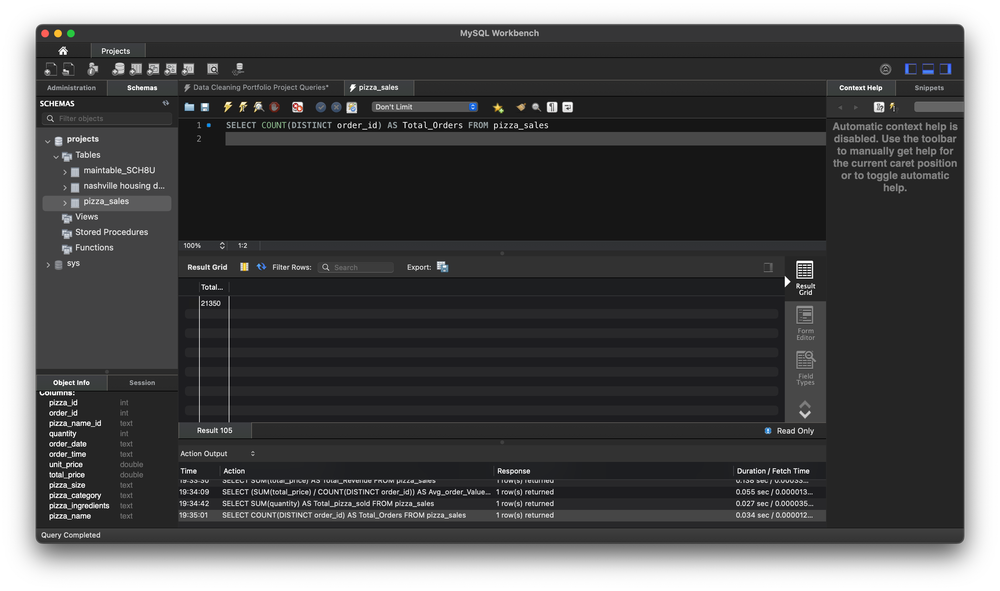 MySQL Workbench
Projects
Administration
Schemas
SCHEMAS
Filter objects
projects
Tables
maintable_SCH8U
nashville housing d...
pizza_sales
Views
Stored Procedures
Functions
sys
Object Info
Session
Columns:
pizza_id int
order_id int
pizza_name_id text
quantity int
order_date text
order_time text
unit_price double
total_price double
pizza_size text
pizza_category text
pizza_ingredients text
pizza_name text
Query Completed
Data Cleaning Portfolio Project Queries*
pizza_sales
Don't Limit
1 SELECT COUNT(DISTINCT order_id) AS Total_Orders FROM pizza_sales
2
100% 1:2
Result Grid Filter Rows: Search Export:
Total...
21350
Result
Grid
Form
Editor
Field
Types
Result 105
Read Only
Action Output
Time Action Response Duration / Fetch Time
19:33:30 SELECT SUM(total_price) AS Total_Revenue FROM pizza_sales 1 row(s) returned 0.138 sec / 0.00033...
19:34:09 SELECT (SUM(total_price) / COUNT(DISTINCT order_id)) AS Avg_order_Value... 1 row(s) returned 0.055 sec / 0.000013...
19:34:42 SELECT SUM(quantity) AS Total_pizza_sold FROM pizza_sales 1 row(s) returned 0.027 sec / 0.000035...
19:35:01 SELECT COUNT(DISTINCT order_id) AS Total_Orders FROM pizza_sales 1 row(s) returned 0.034 sec / 0.000012...
Context Help
Snippets
Automatic context help is
disabled. Use the toolbar
to manually get help for
the current caret position
or to toggle automatic
help.